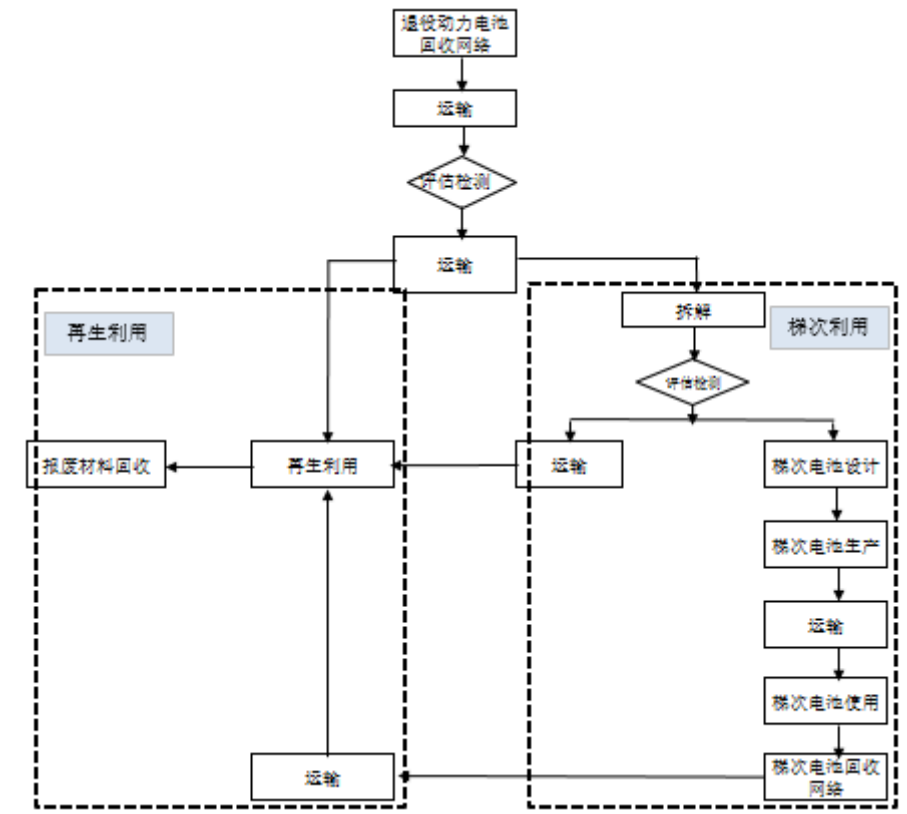 退役动力电池
回收网络
运输
评估检测
运输
再生利用
拆解
梯次利用
评估检测
报废材料回收
再生利用
运输
梯次电池设计
梯次电池生产
运输
梯次电池使用
运输
梯次电池回收
网络